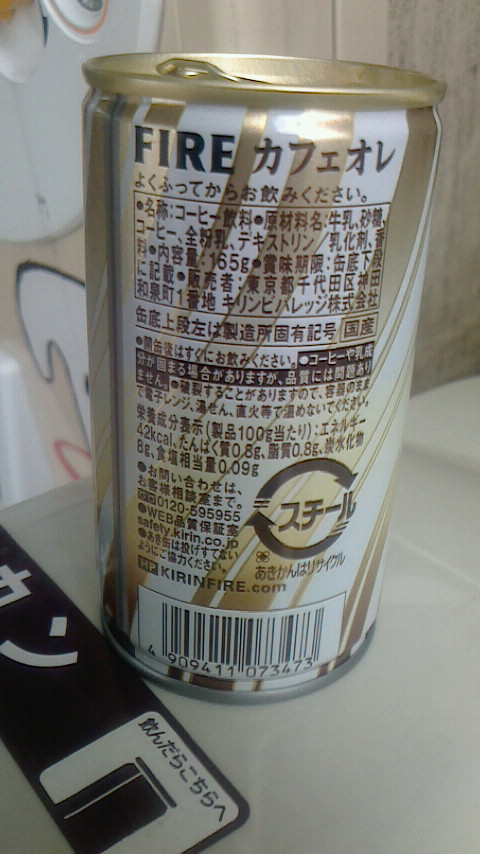 FIRE カフェオレ
よくふってからお飲みください。
●名称:コーヒー飲料●原材料名:牛乳、砂糖、
コーヒー、全粉乳、デキストリン、乳化剤、香
料●内容量:165g●賞味期限:缶底下段
に記載●販売者:東京都千代田区神田
和泉町1番地 キリンビバレッジ株式会社
缶底上段左は製造所固有記号 国産
●開缶後はすぐにお飲みください。●コーヒーや乳成
分が固まる場合がありますが、品質には問題あり
ません。●破裂することがありますので、容器のまま
で電子レンジ、湯せん、直火等で温めないでください。
栄養成分表示(製品100g当たり):エネルギー
42kcal、たんぱく質0.8g、脂質0.8g、炭水化物
8g、食塩相当量0.09g
●お問い合わせは、
お客様相談室まで。
0120-595955
●WEB品質保証室
safety.kirin.co.jp
●あき缶は投げすてない
ようにご協力ください。
HP KIRINFIRE.com
スチール
あきかんはリサイクル
4 909411 073473
カン
飲んだらこちらへ